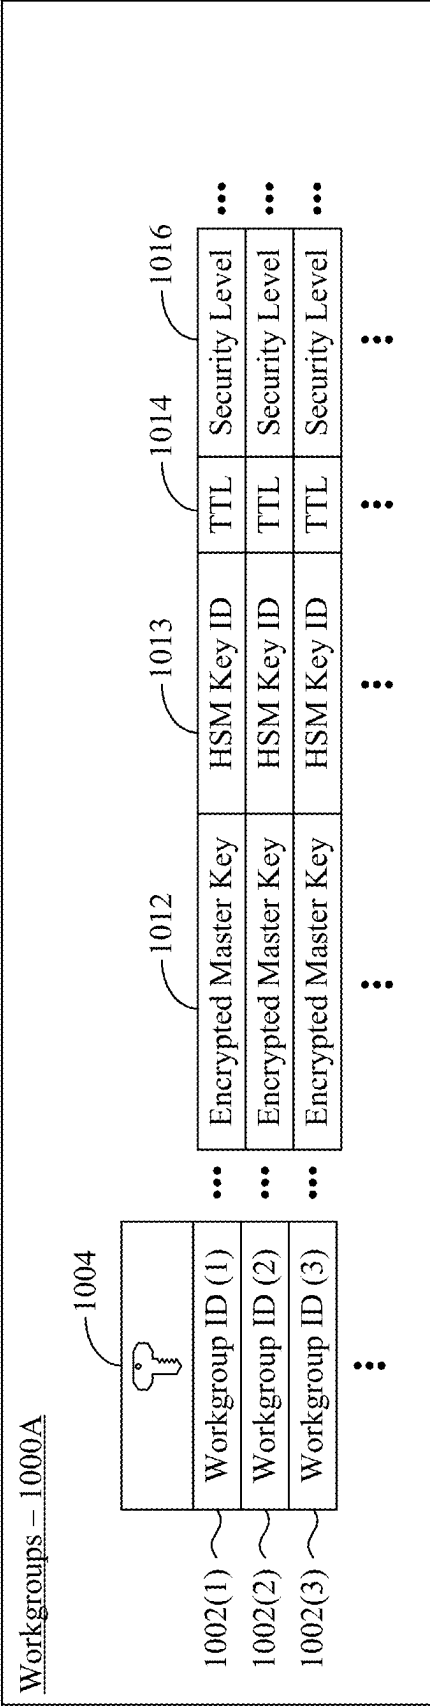 Workgroups – 1000A
1004
1012
1013
1014
1016
1002(1) Workgroup ID (1) ••• Encrypted Master Key HSM Key ID TTL Security Level •••
1002(2) Workgroup ID (2) ••• Encrypted Master Key HSM Key ID TTL Security Level •••
1002(3) Workgroup ID (3) ••• Encrypted Master Key HSM Key ID TTL Security Level •••